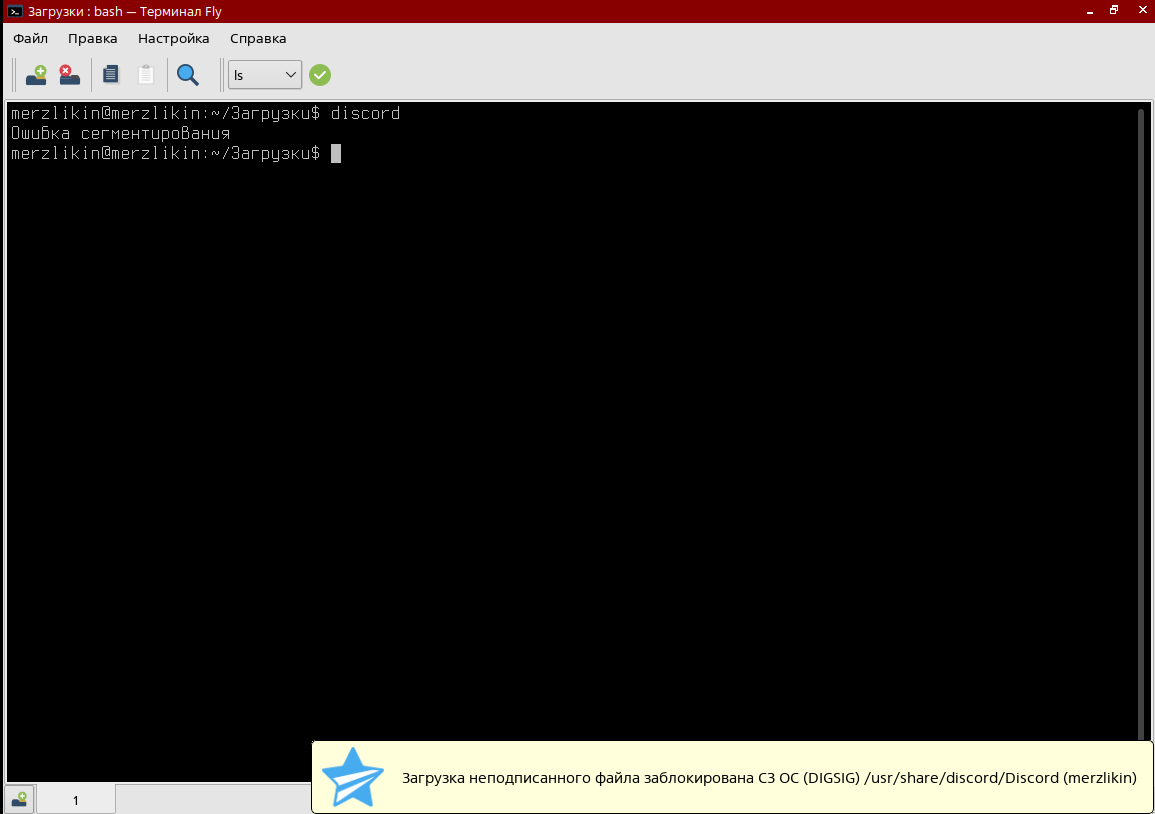 Загрузки : bash — Терминал Fly
Файл Правка Настройка Справка
ls
merzlikin@merzlikin:~/Загрузки$ discord
Ошибка сегментирования
merzlikin@merzlikin:~/Загрузки$
Загрузка неподписанного файла заблокирована СЗ ОС (DIGSIG) /usr/share/discord/Discord (merzlikin)
1